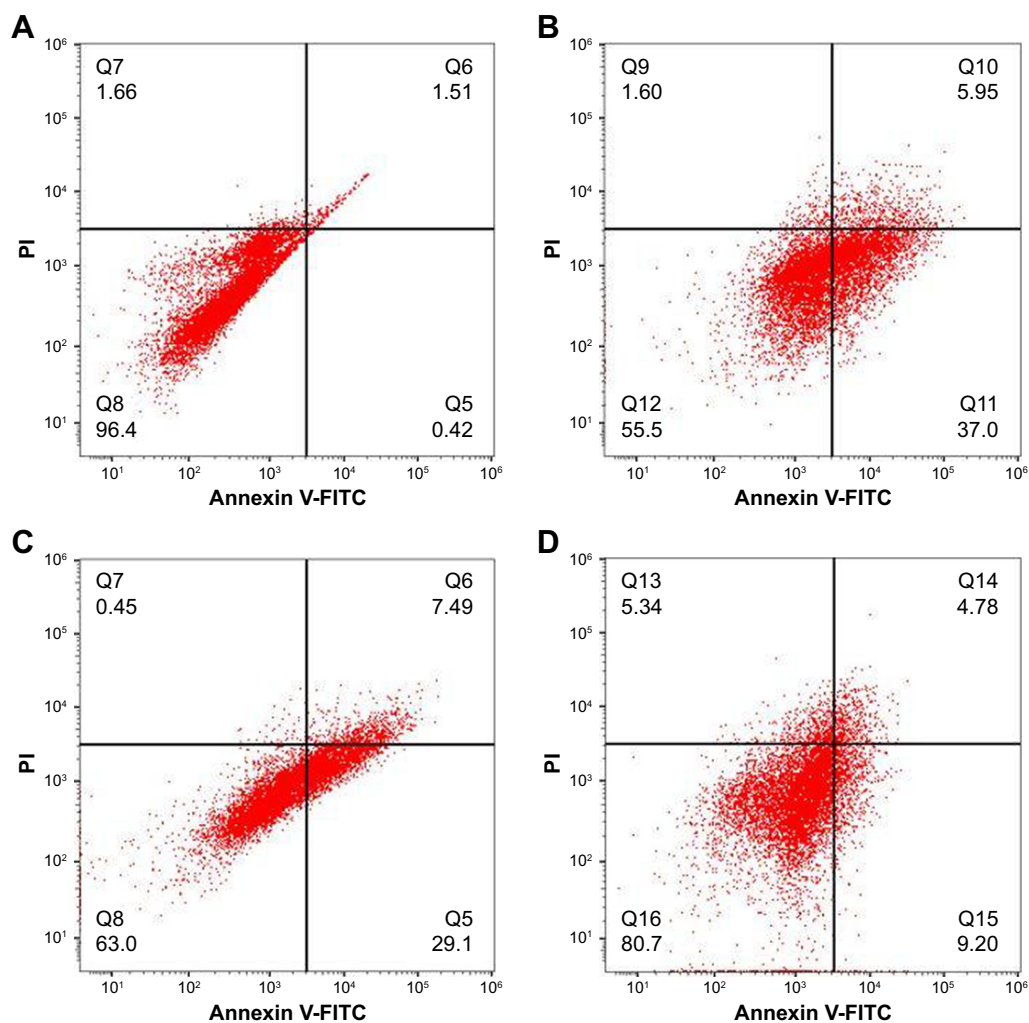 A
10⁶
10⁵
10⁴
10³
10²
10¹
PI
Q7
1.66
Q6
1.51
Q8
96.4
Q5
0.42
10¹ 10² 10³ 10⁴ 10⁵ 10⁶
Annexin V-FITC
B
10⁶
10⁵
10⁴
10³
10²
10¹
PI
Q9
1.60
Q10
5.95
Q12
55.5
Q11
37.0
10¹ 10² 10³ 10⁴ 10⁵ 10⁶
Annexin V-FITC
C
10⁶
10⁵
10⁴
10³
10²
10¹
PI
Q7
0.45
Q6
7.49
Q8
63.0
Q5
29.1
10¹ 10² 10³ 10⁴ 10⁵ 10⁶
Annexin V-FITC
D
10⁶
10⁵
10⁴
10³
10²
10¹
PI
Q13
5.34
Q14
4.78
Q16
80.7
Q15
9.20
10¹ 10² 10³ 10⁴ 10⁵ 10⁶
Annexin V-FITC